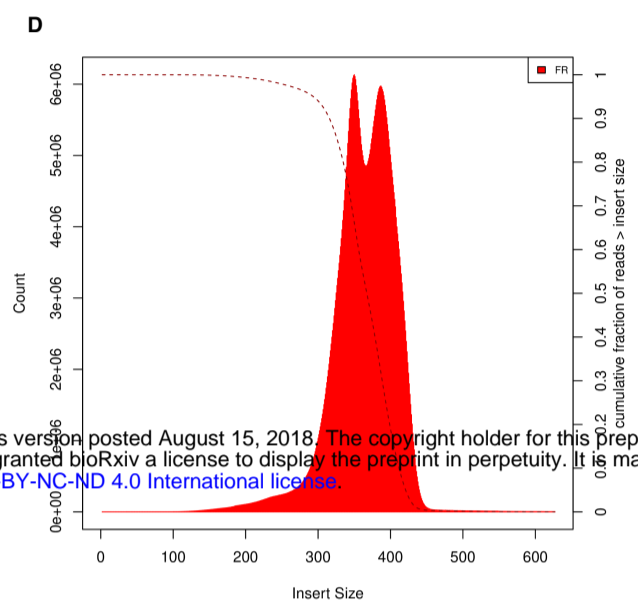 D
FR
6e+06
5e+06
4e+06
3e+06
2e+06
0e+00
Count
1
0.9
0.8
0.7
0.6
0.5
0.4
0.3
0.2
0
cumulative fraction of reads > insert size
s version posted August 15, 2018. The copyright holder for this prep
granted bioRxiv a license to display the preprint in perpetuity. It is ma
-BY-NC-ND 4.0 International license.
0 100 200 300 400 500 600
Insert Size